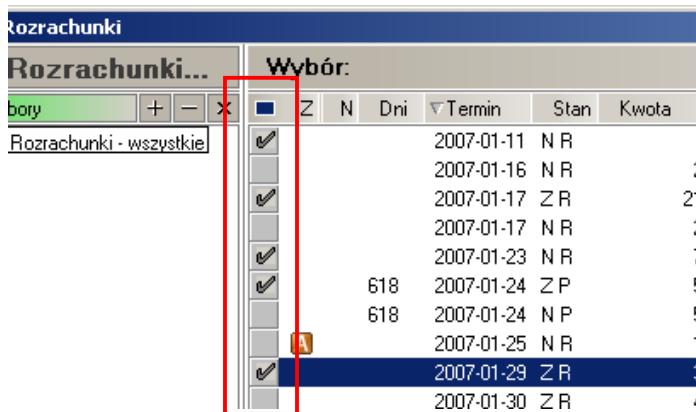 Rozrachunki
Rozrachunki... Wybór:
bory + − × Z N Dni Termin Stan Kwota
Rozrachunki - wszystkie
2007-01-11 N R
2007-01-16 N R
2007-01-17 Z R
2007-01-17 N R
2007-01-23 N R
618 2007-01-24 Z P
618 2007-01-24 N P
A 2007-01-25 N R
2007-01-29 Z R
2007-01-30 Z R